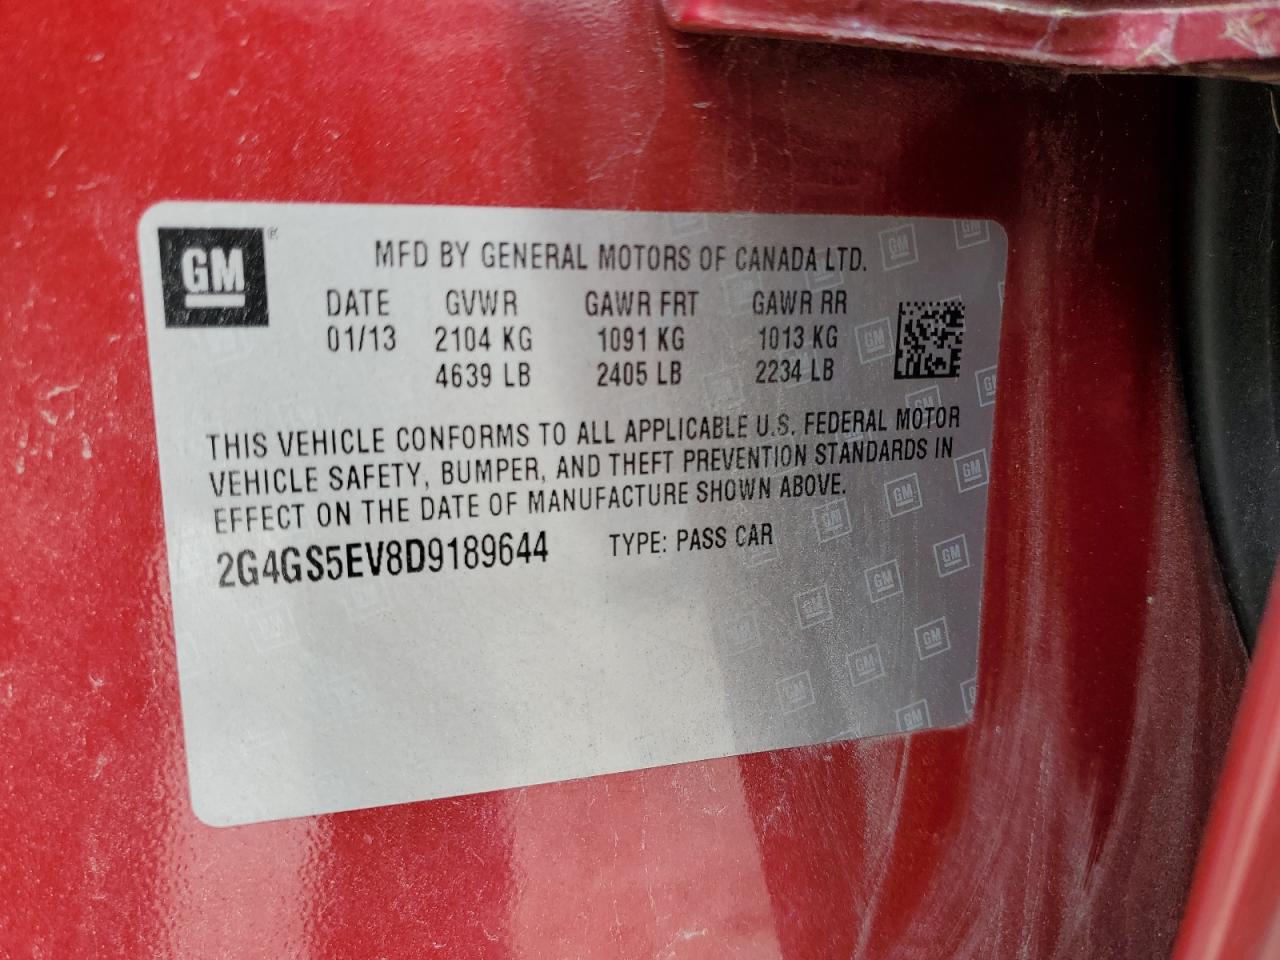 GM®
MFD BY GENERAL MOTORS OF CANADA LTD.
DATE GVWR GAWR FRT GAWR RR
01/13 2104 KG 1091 KG 1013 KG
4639 LB 2405 LB 2234 LB
THIS VEHICLE CONFORMS TO ALL APPLICABLE U.S. FEDERAL MOTOR
VEHICLE SAFETY, BUMPER, AND THEFT PREVENTION STANDARDS IN
EFFECT ON THE DATE OF MANUFACTURE SHOWN ABOVE.
2G4GS5EV8D9189644 TYPE: PASS CAR